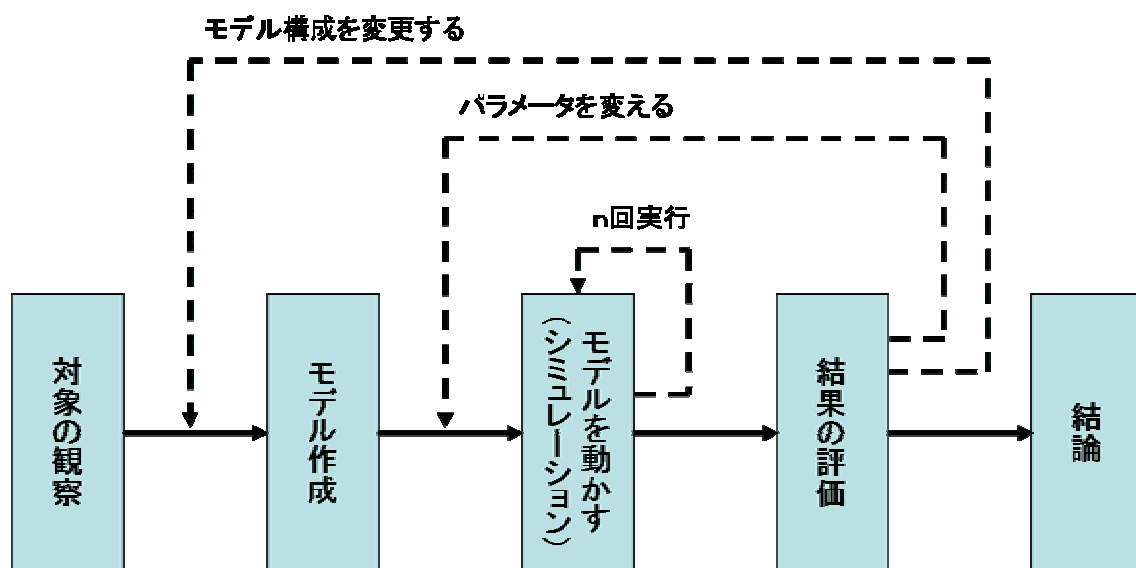 モデル構成を変更する
パラメータを変える
n回実行
対象の観察
モデル作成
モデルを動かす
(シミュレーション)
結果の評価
結論